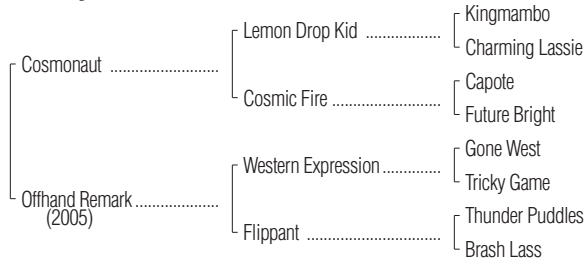 Kingmambo
Lemon Drop Kid ..................
Charming Lassie
Cosmonaut ..........................
Capote
Cosmic Fire ..........................
Future Bright
Gone West
Western Expression ..............
Tricky Game
Offhand Remark ....................
(2005)
Thunder Puddles
Flippant ................................
Brash Lass